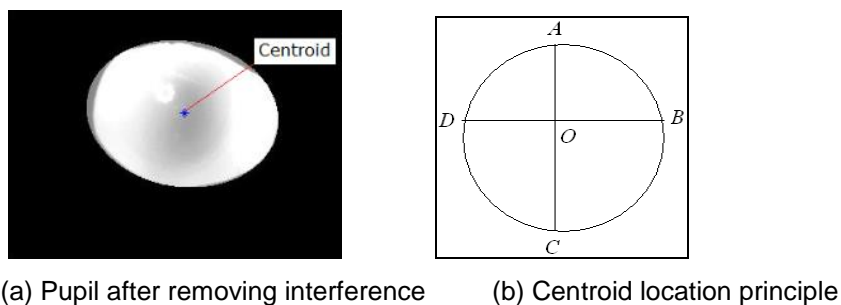 Centroid
A
D
B
O
C
(a) Pupil after removing interference
(b) Centroid location principle